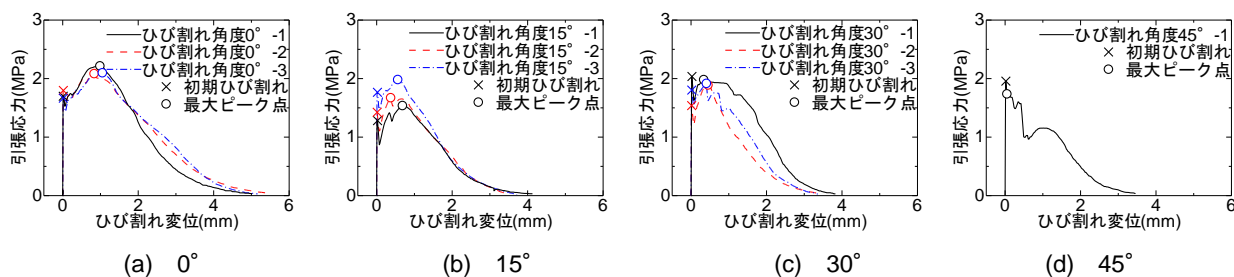 引張応力(MPa)
3
2
1
0
0 2 4 6
ひび割れ変位(mm)
ひび割れ角度0° -1
ひび割れ角度0° -2
ひび割れ角度0° -3
初期ひび割れ
最大ピーク点
(a) 0°
引張応力(MPa)
3
2
1
0
0 2 4 6
ひび割れ変位(mm)
ひび割れ角度15° -1
ひび割れ角度15° -2
ひび割れ角度15° -3
初期ひび割れ
最大ピーク点
(b) 15°
引張応力(MPa)
3
2
1
0
0 2 4 6
ひび割れ変位(mm)
ひび割れ角度30° -1
ひび割れ角度30° -2
ひび割れ角度30° -3
初期ひび割れ
最大ピーク点
(c) 30°
引張応力(MPa)
3
2
1
0
0 2 4 6
ひび割れ変位(mm)
ひび割れ角度45° -1
初期ひび割れ
最大ピーク点
(d) 45°